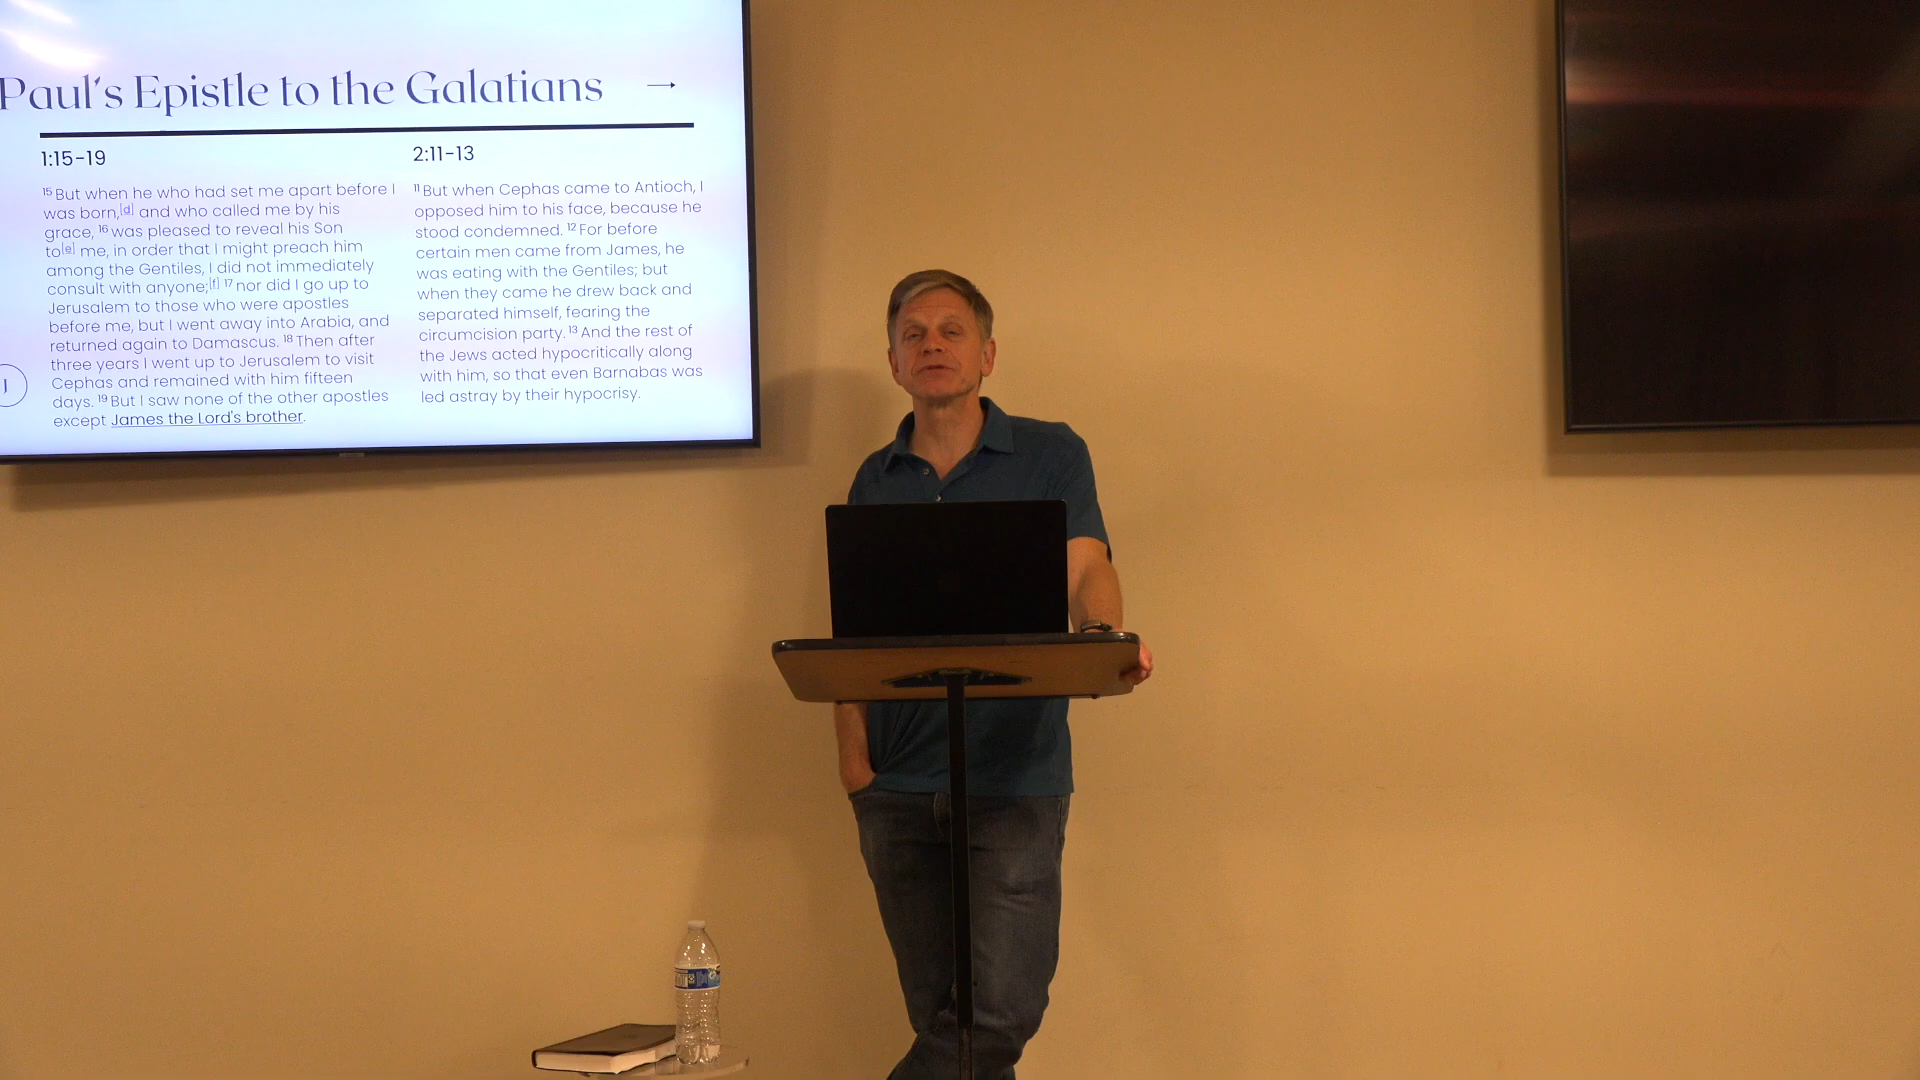 Paul's Epistle to the Galatians →
1:15-19
15 But when he who had set me apart before I
was born,[d] and who called me by his
grace, 16 was pleased to reveal his Son
to[e] me, in order that I might preach him
among the Gentiles, I did not immediately
consult with anyone;[f] 17 nor did I go up to
Jerusalem to those who were apostles
before me, but I went away into Arabia, and
returned again to Damascus. 18 Then after
three years I went up to Jerusalem to visit
Cephas and remained with him fifteen
days. 19 But I saw none of the other apostles
except James the Lord's brother.
2:11-13
11 But when Cephas came to Antioch, I
opposed him to his face, because he
stood condemned. 12 For before
certain men came from James, he
was eating with the Gentiles; but
when they came he drew back and
separated himself, fearing the
circumcision party. 13 And the rest of
the Jews acted hypocritically along
with him, so that even Barnabas was
led astray by their hypocrisy.
J